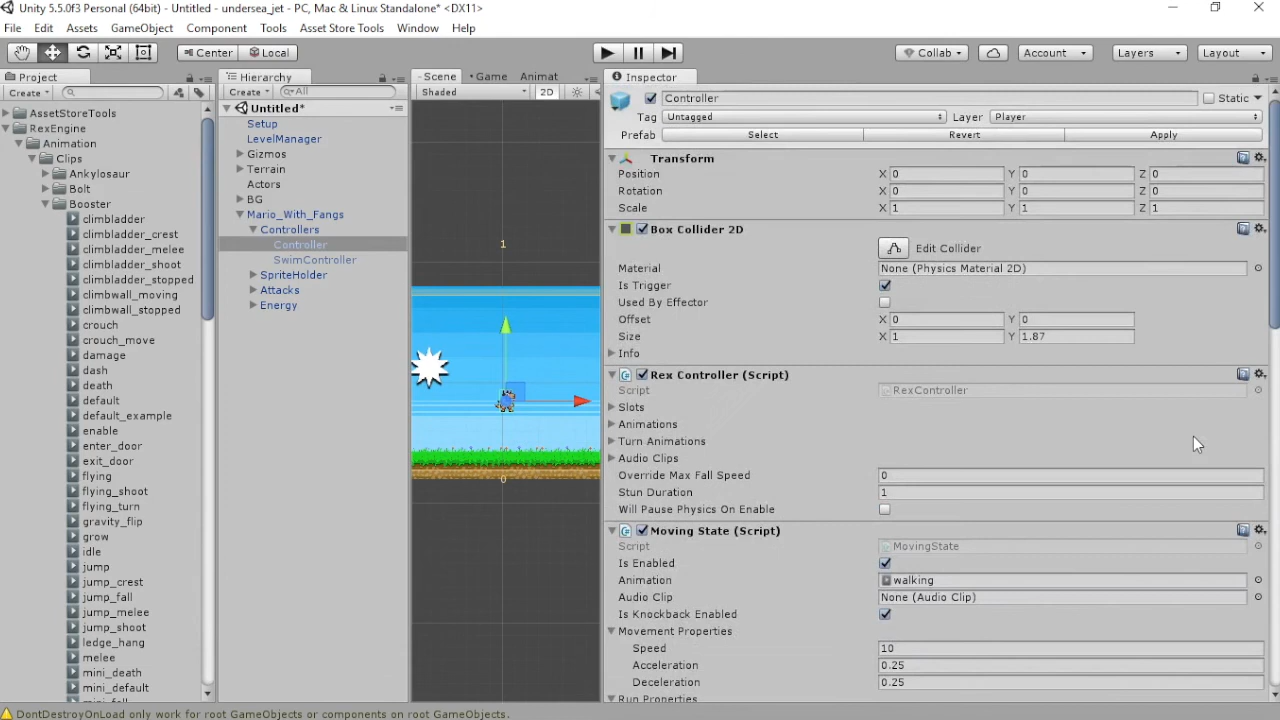 Unity 5.5.0f3 Personal (64bit) - Untitled - undersea_jet - PC, Mac & Linux Standalone* <DX11>
File Edit Assets GameObject Component Tools Asset Store Tools Window Help
Center Local Collab Account Layers Layout
Project
Create
AssetStoreTools
RexEngine
Animation
Clips
Ankylosaur
Bolt
Booster
climbladder
climbladder_crest
climbladder_melee
climbladder_shoot
climbladder_stopped
climbwall_moving
climbwall_stopped
crouch
crouch_move
damage
dash
death
default
default_example
enable
enter_door
exit_door
flying
flying_shoot
flying_turn
gravity_flip
grow
idle
jump
jump_crest
jump_fall
jump_melee
jump_shoot
ledge_hang
melee
mini_death
mini_default
mini_fall
Hierarchy
Create All
Untitled*
Setup
LevelManager
Gizmos
Terrain
Actors
BG
Mario_With_Fangs
Controllers
Controller
SwimController
SpriteHolder
Attacks
Energy
Scene Game Animat
Shaded 2D
1
0
Inspector
Controller Static
Tag Untagged Layer Player
Prefab Select Revert Apply
Transform
Position X 0 Y 0 Z 0
Rotation X 0 Y 0 Z 0
Scale X 1 Y 1 Z 1
Box Collider 2D
Edit Collider
Material None (Physics Material 2D)
Is Trigger
Used By Effector
Offset X 0 Y 0
Size X 1 Y 1.87
Info
Rex Controller (Script)
Script RexController
Slots
Animations
Turn Animations
Audio Clips
Override Max Fall Speed 0
Stun Duration 1
Will Pause Physics On Enable
Moving State (Script)
Script MovingState
Is Enabled
Animation walking
Audio Clip None (Audio Clip)
Is Knockback Enabled
Movement Properties
Speed 10
Acceleration 0.25
Deceleration 0.25
Run Properties
DontDestroyOnLoad only work for root GameObjects or components on root GameObjects.